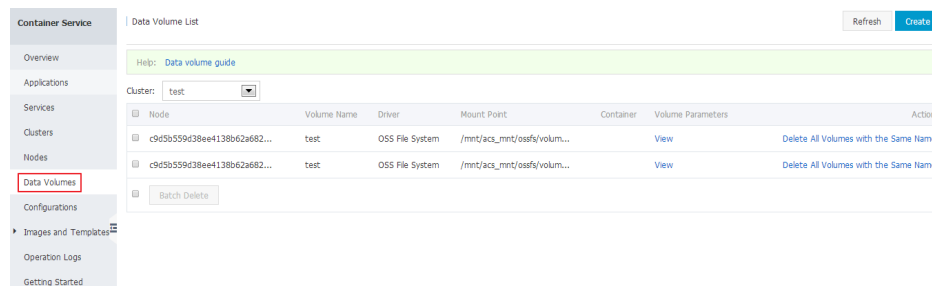 Container Service
Data Volume List
Refresh
Create
Overview
Applications
Services
Clusters
Nodes
Data Volumes
Configurations
Images and Templates
Operation Logs
Getting Started
Help: Data volume guide
Cluster: test
Node Volume Name Driver Mount Point Container Volume Parameters Action
c9d5b559d38ee4138b62a682... test OSS File System /mnt/acs_mnt/ossfs/volum... View Delete All Volumes with the Same Name
c9d5b559d38ee4138b62a682... test OSS File System /mnt/acs_mnt/ossfs/volum... View Delete All Volumes with the Same Name
Batch Delete